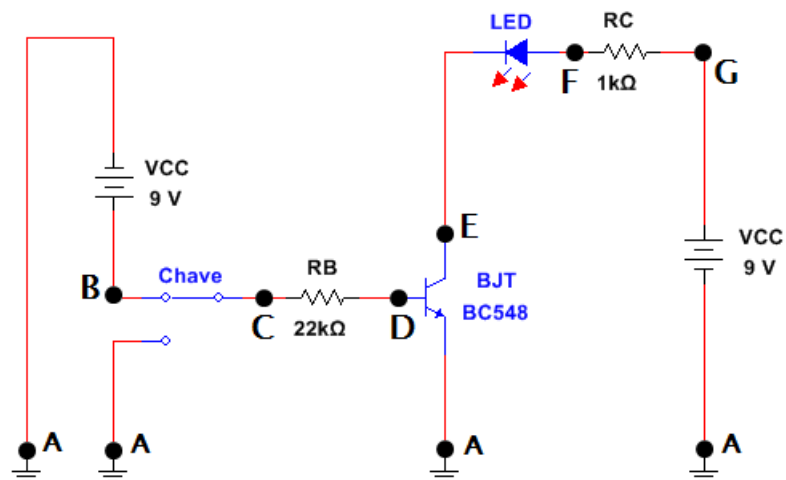 LED
RC
F
1kΩ
G
VCC
9 V
E
VCC
9 V
B
Chave
RB
BJT
C
22kΩ
D
BC548
A
A
A
A